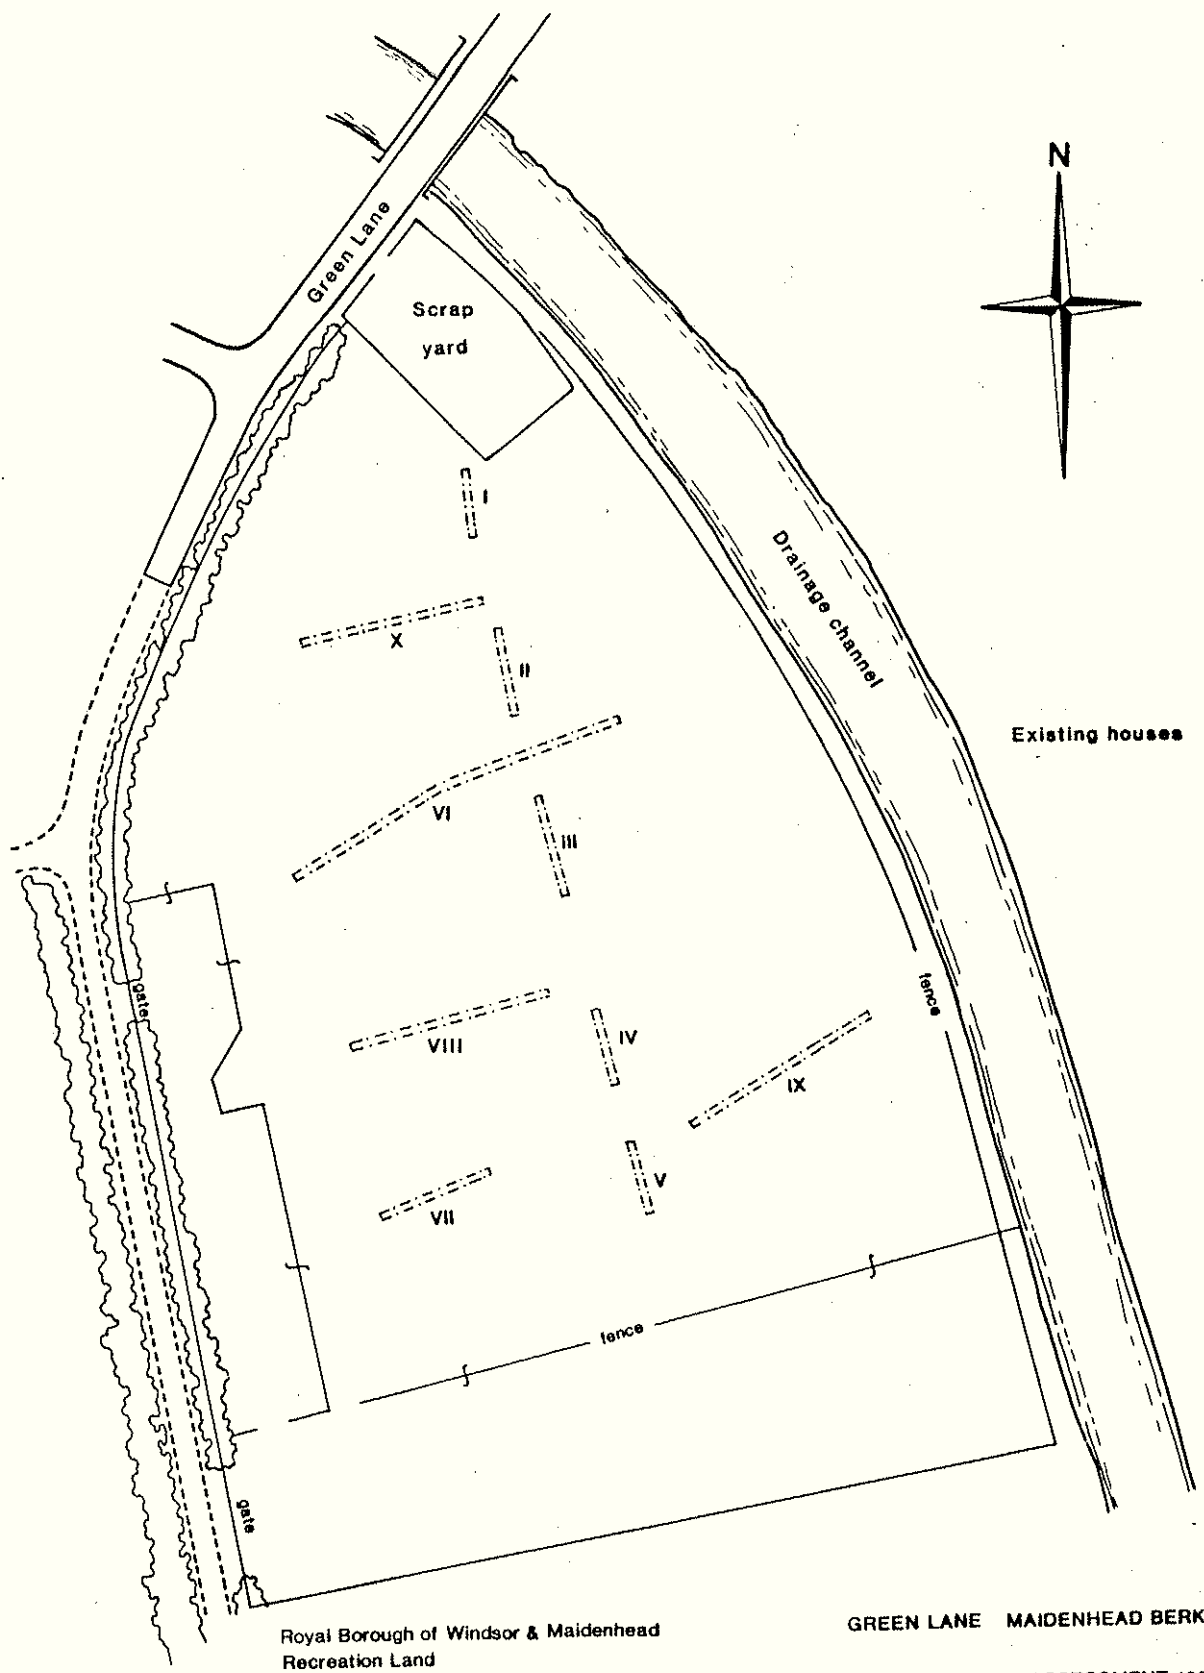 N
Green Lane
Scrap
yard
I
X
II
Drainage channel
Existing houses
VI
III
gate
fence
VIII
IV
IX
V
VII
fence
gate
Royal Borough of Windsor & Maidenhead
Recreation Land
GREEN LANE MAIDENHEAD BERK